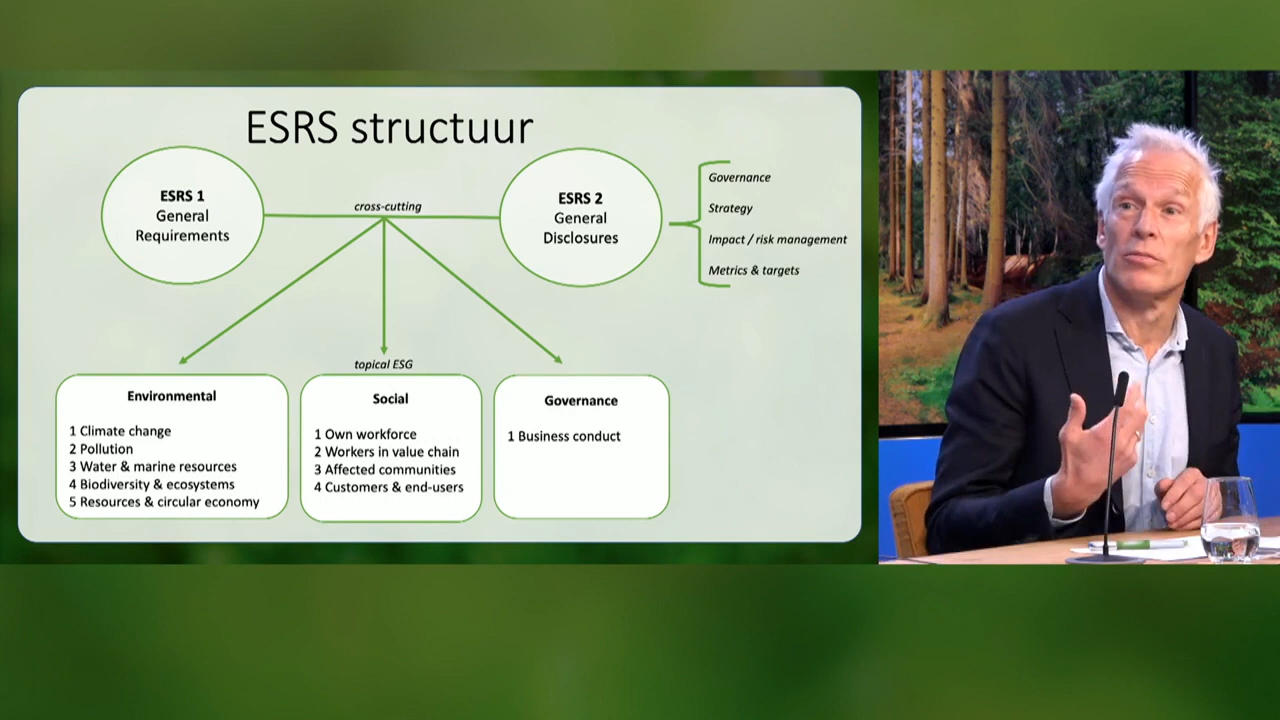 ESRS structuur
ESRS 1
General
Requirements
cross-cutting
ESRS 2
General
Disclosures
Governance
Strategy
Impact / risk management
Metrics & targets
topical ESG
Environmental
1 Climate change
2 Pollution
3 Water & marine resources
4 Biodiversity & ecosystems
5 Resources & circular economy
Social
1 Own workforce
2 Workers in value chain
3 Affected communities
4 Customers & end-users
Governance
1 Business conduct